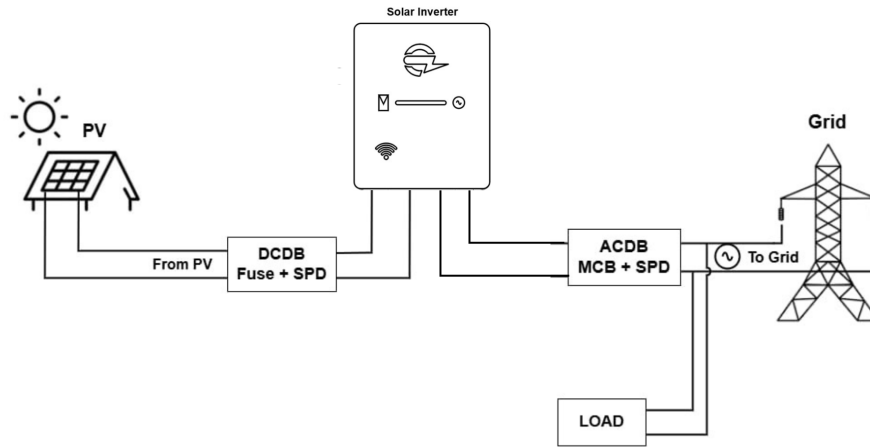 Solar Inverter
PV
Grid
From PV
DCDB
Fuse + SPD
ACDB
MCB + SPD
To Grid
LOAD